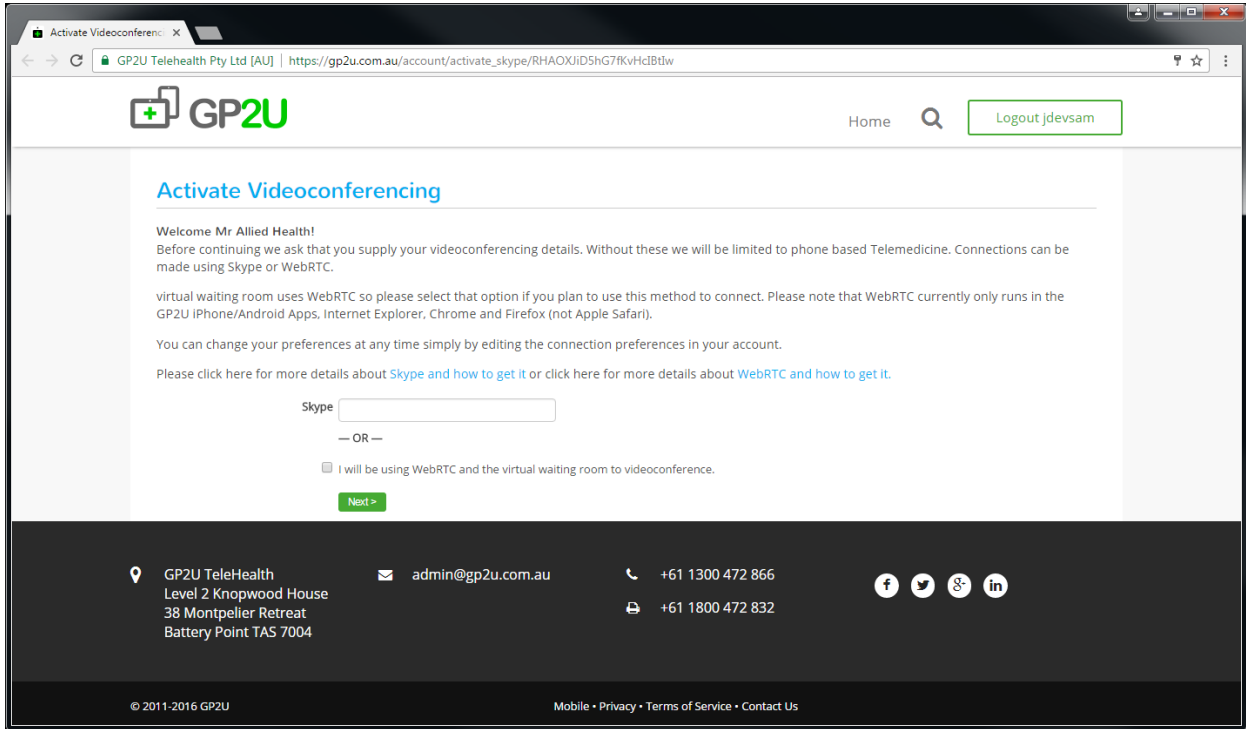 Activate Videoconferenci
GP2U Telehealth Pty Ltd [AU] | https://gp2u.com.au/account/activate_skype/RHAOXJiD5hG7fKvHcIBtIw
GP2U
Home
Logout jdevsam
Activate Videoconferencing
Welcome Mr Allied Health!
Before continuing we ask that you supply your videoconferencing details. Without these we will be limited to phone based Telemedicine. Connections can be
made using Skype or WebRTC.
virtual waiting room uses WebRTC so please select that option if you plan to use this method to connect. Please note that WebRTC currently only runs in the
GP2U iPhone/Android Apps, Internet Explorer, Chrome and Firefox (not Apple Safari).
You can change your preferences at any time simply by editing the connection preferences in your account.
Please click here for more details about Skype and how to get it or click here for more details about WebRTC and how to get it.
Skype
— OR —
I will be using WebRTC and the virtual waiting room to videoconference.
Next >
GP2U TeleHealth
Level 2 Knopwood House
38 Montpelier Retreat
Battery Point TAS 7004
admin@gp2u.com.au
+61 1300 472 866
+61 1800 472 832
© 2011-2016 GP2U
Mobile • Privacy • Terms of Service • Contact Us